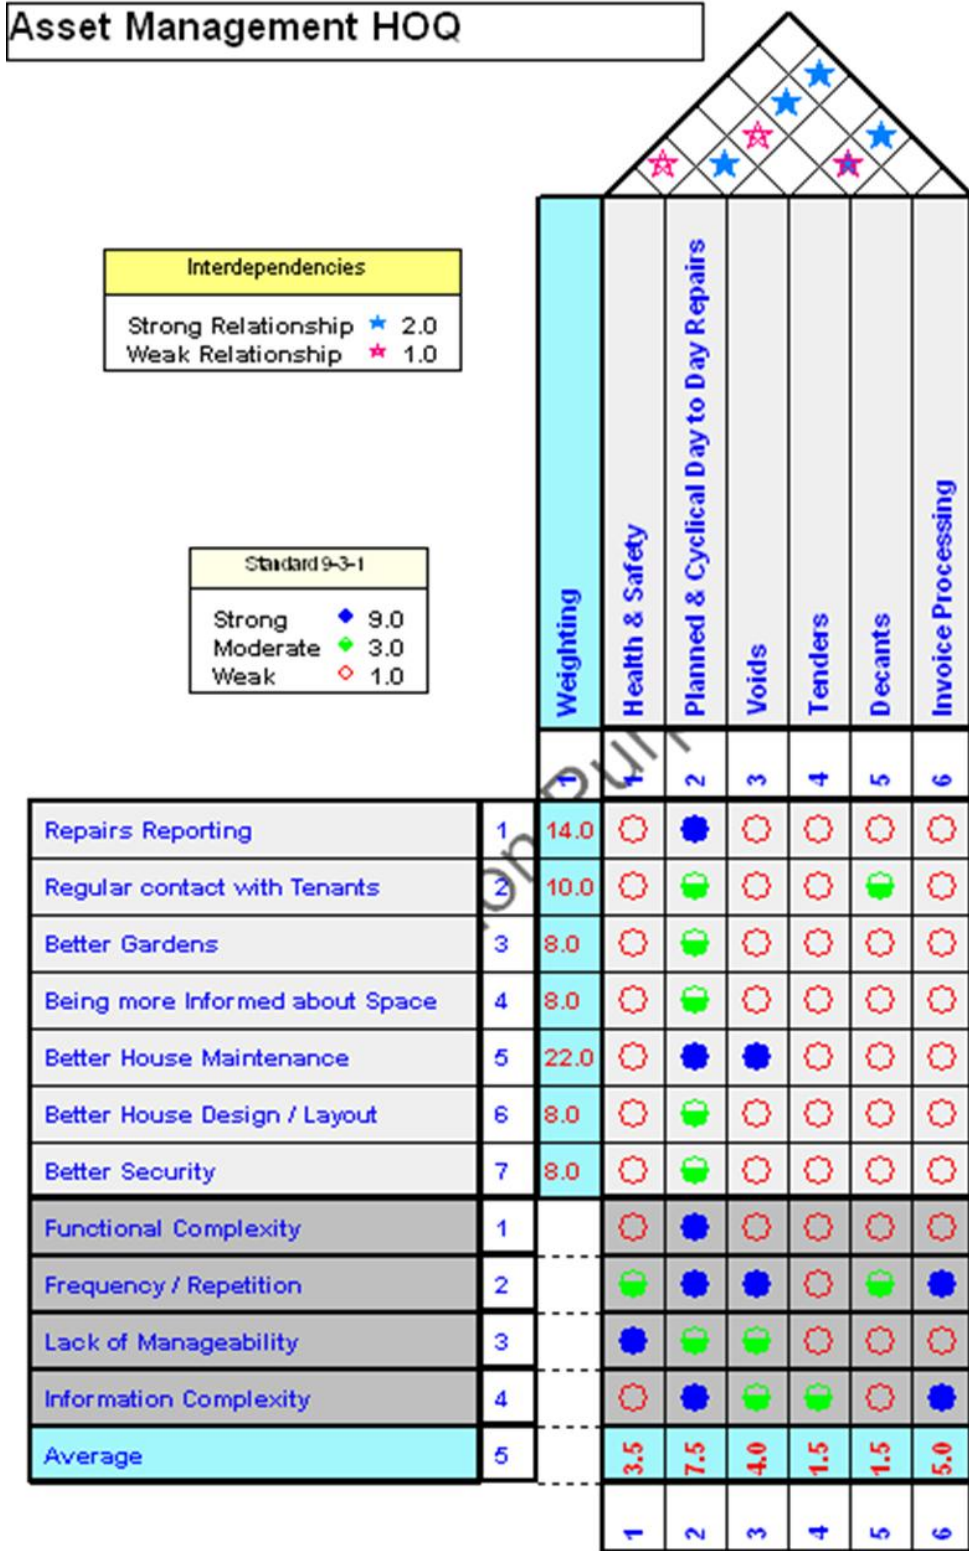 Asset Management HOQ
Interdependencies
Strong Relationship 2.0
Weak Relationship 1.0
Standard 9-3-1
Strong 9.0
Moderate 3.0
Weak 1.0
Weighting
Health & Safety
Planned & Cyclical Day to Day Repairs
Voids
Tenders
Decants
Invoice Processing
1 1 2 3 4 5 6
Repairs Reporting 1 14.0
Regular contact with Tenants 2 10.0
Better Gardens 3 8.0
Being more Informed about Space 4 8.0
Better House Maintenance 5 22.0
Better House Design / Layout 6 8.0
Better Security 7 8.0
Functional Complexity 1
Frequency / Repetition 2
Lack of Manageability 3
Information Complexity 4
Average 5 3.5 7.5 4.0 1.5 1.5 5.0
1 2 3 4 5 6